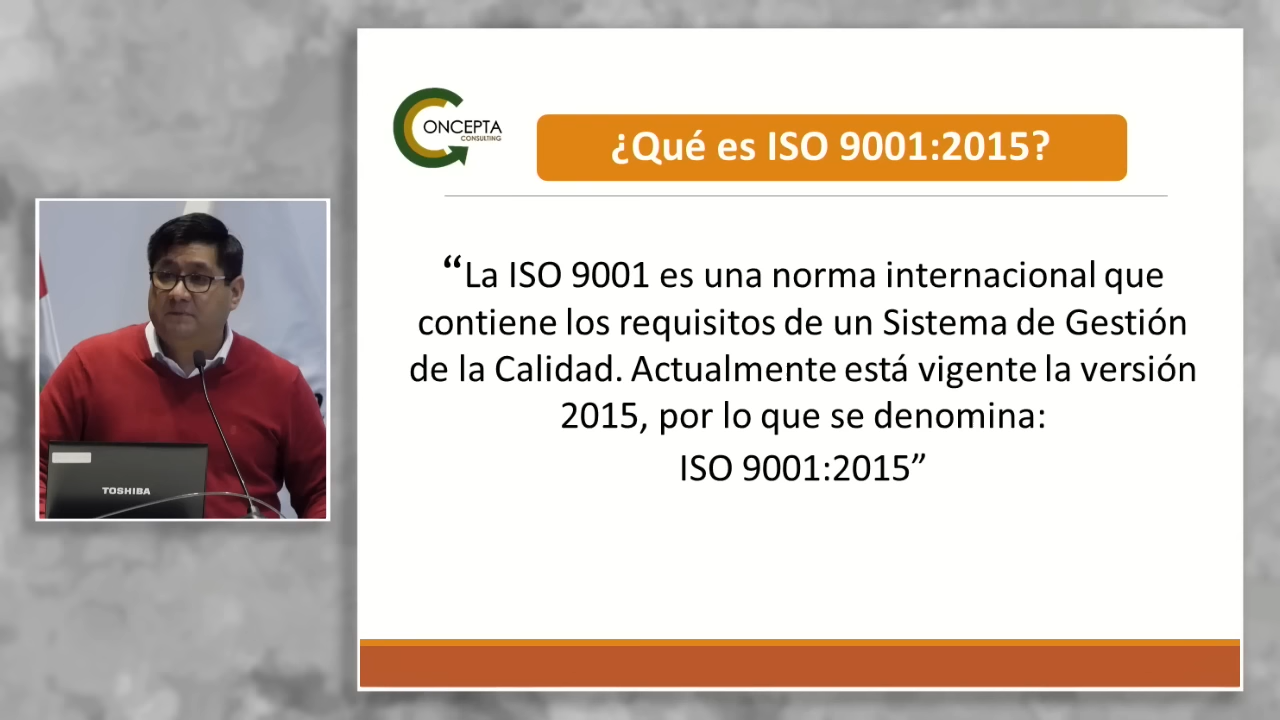 ONCEPTA
CONSULTING
¿Qué es ISO 9001:2015?
“La ISO 9001 es una norma internacional que
contiene los requisitos de un Sistema de Gestión
de la Calidad. Actualmente está vigente la versión
2015, por lo que se denomina:
ISO 9001:2015”
TOSHIBA